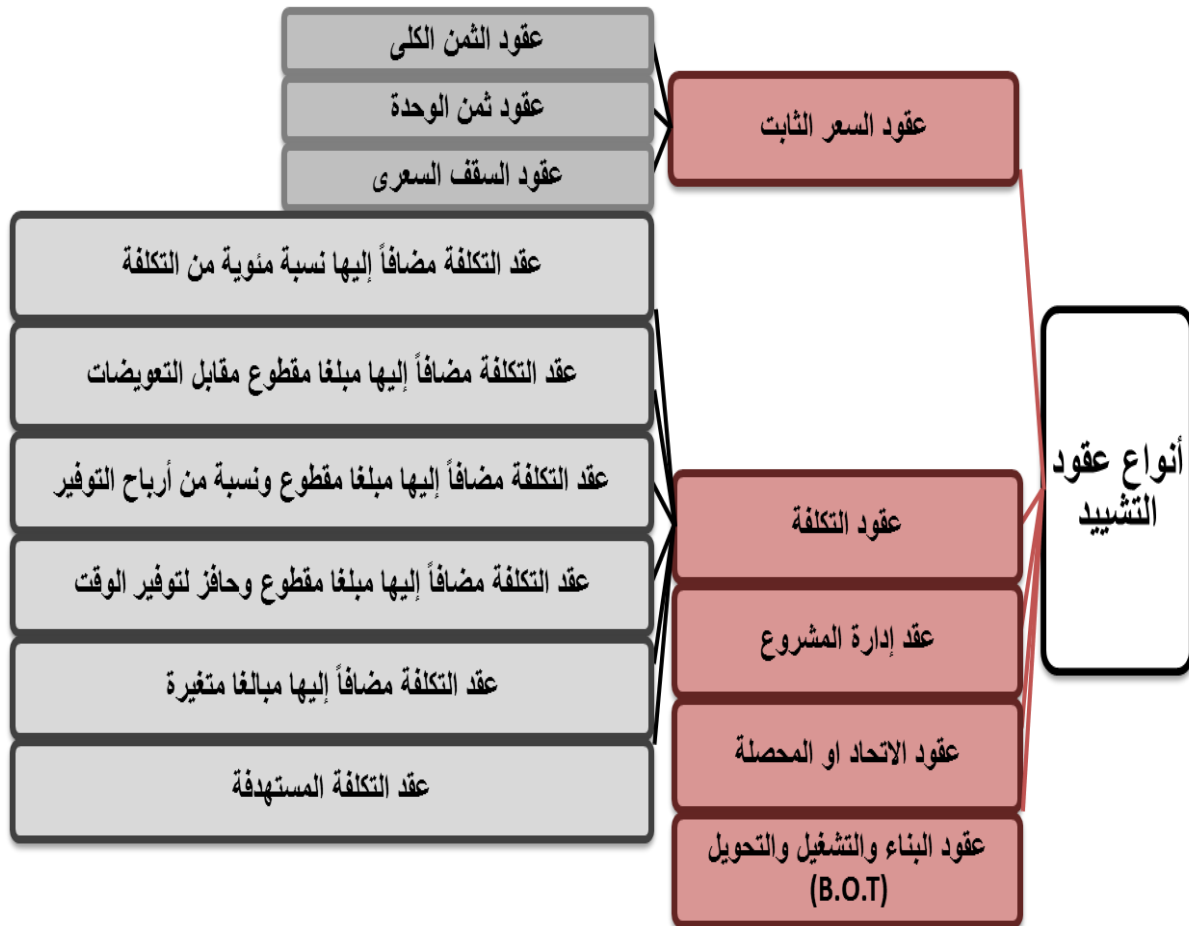 أنواع عقود
التشييد
عقود السعر الثابت
عقود الثمن الكلى
عقود ثمن الوحدة
عقود السقف السعرى
عقود التكلفة
عقد التكلفة مضافاً إليها نسبة مئوية من التكلفة
عقد التكلفة مضافاً إليها مبلغا مقطوع مقابل التعويضات
عقد التكلفة مضافاً إليها مبلغا مقطوع ونسبة من أرباح التوفير
عقد التكلفة مضافاً إليها مبلغا مقطوع وحافز لتوفير الوقت
عقد التكلفة مضافاً إليها مبالغا متغيرة
عقد التكلفة المستهدفة
عقد إدارة المشروع
عقود الاتحاد او المحصلة
عقود البناء والتشغيل والتحويل
(B.O.T)